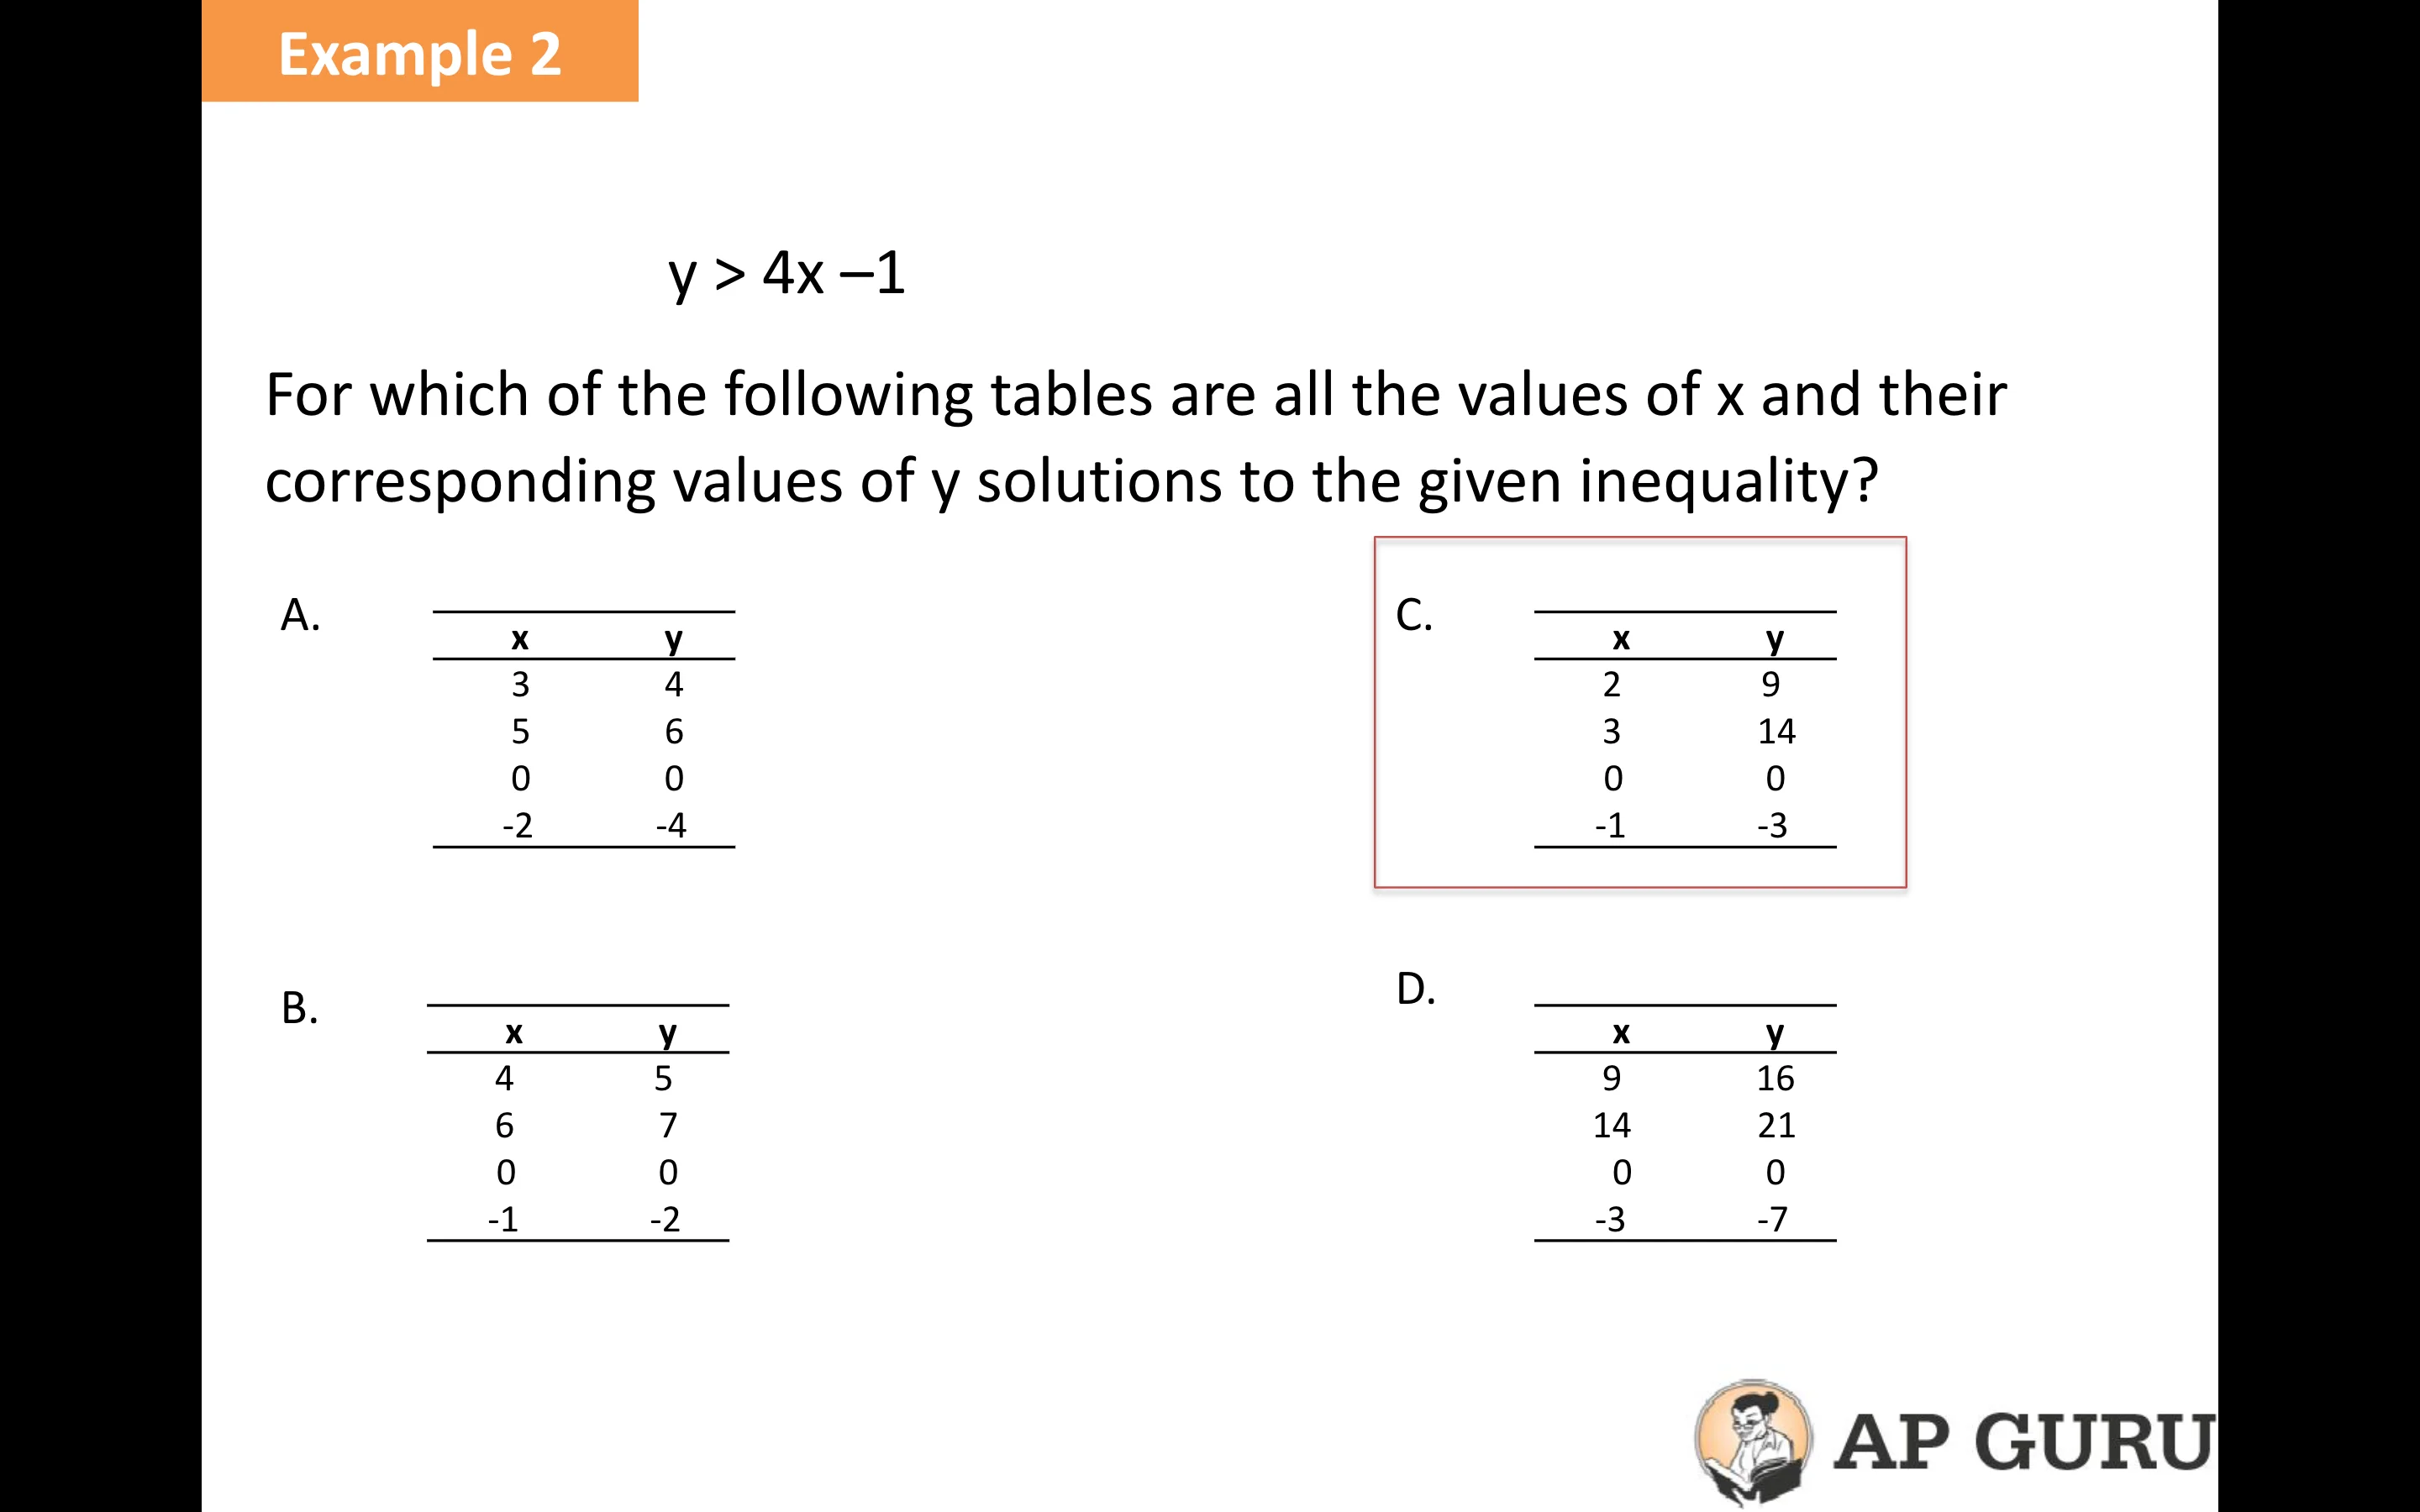 Example 2
y > 4x –1
For which of the following tables are all the values of x and their
corresponding values of y solutions to the given inequality?
A.
x y
3 4
5 6
0 0
-2 -4
C.
x y
2 9
3 14
0 0
-1 -3
B.
x y
4 5
6 7
0 0
-1 -2
D.
x y
9 16
14 21
0 0
-3 -7
AP GURU